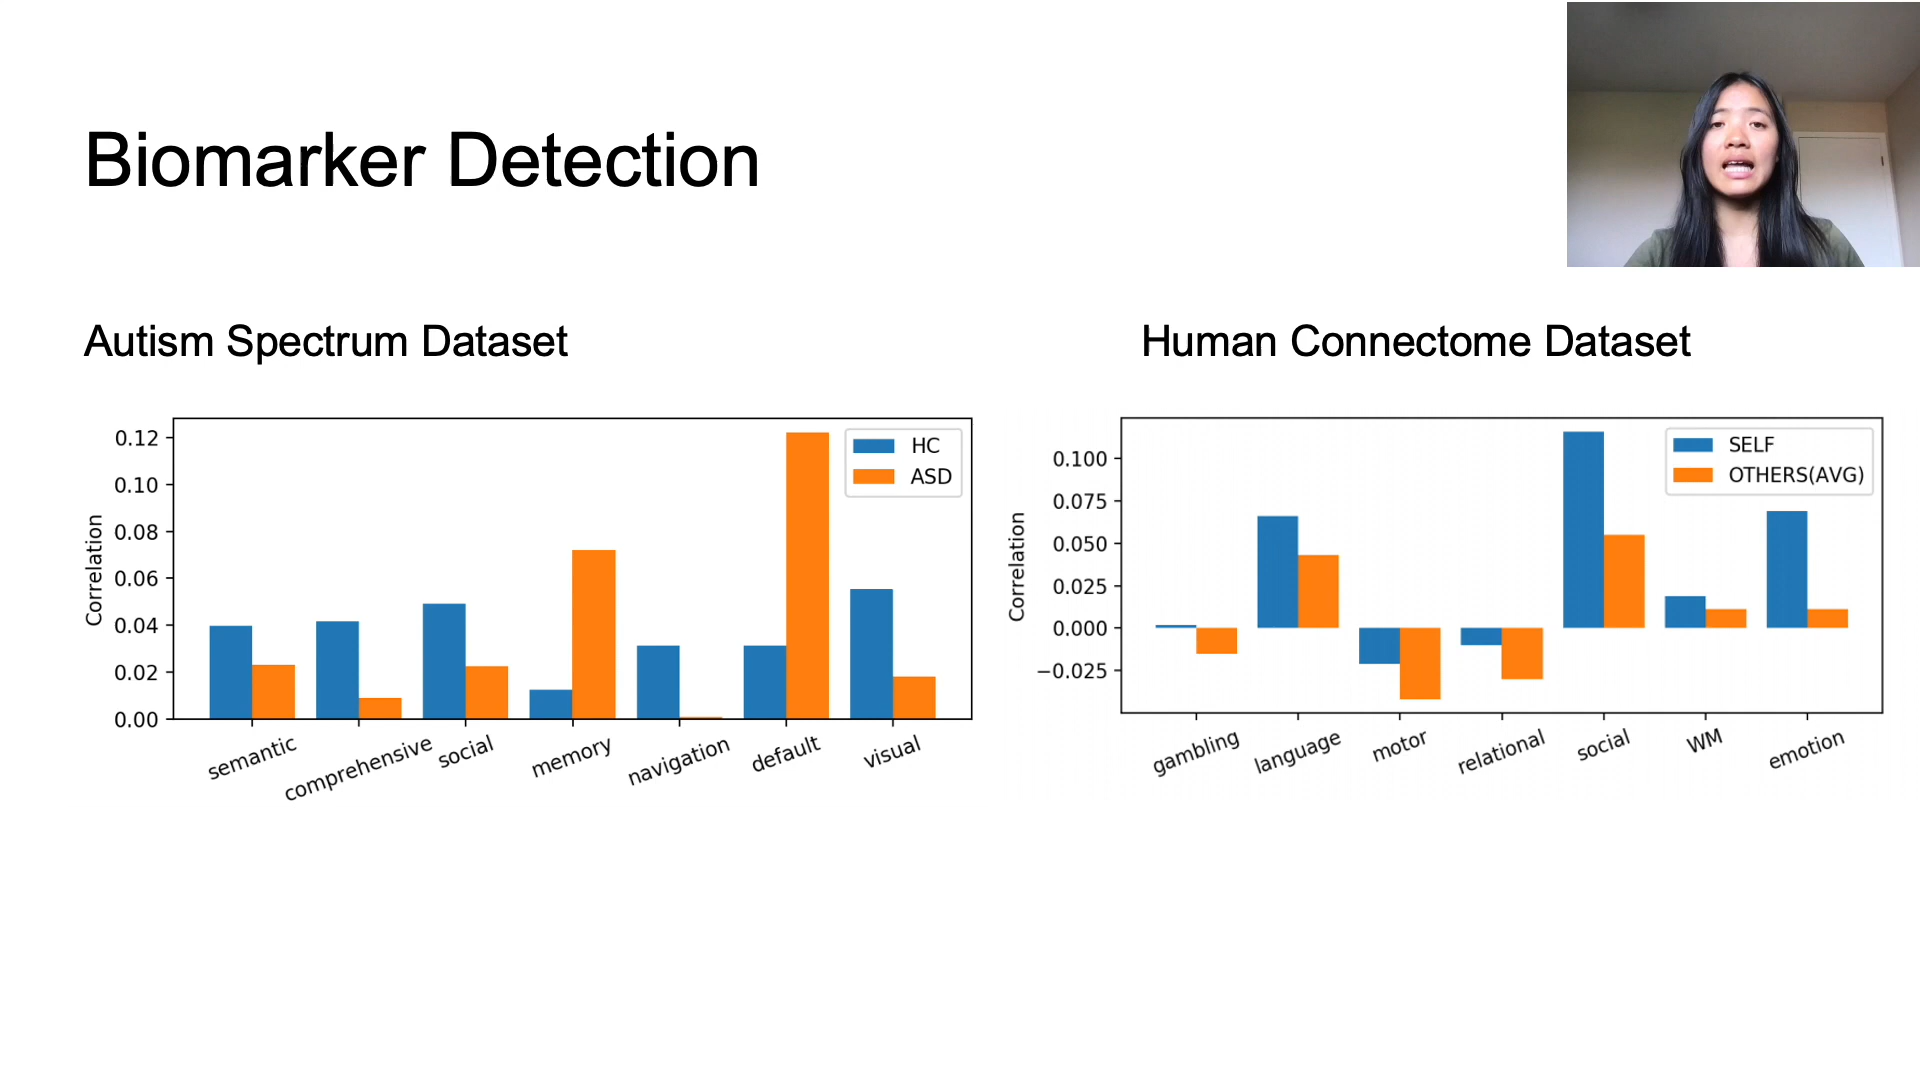 Biomarker Detection
Autism Spectrum Dataset
Human Connectome Dataset
Correlation
0.12
0.10
0.08
0.06
0.04
0.02
0.00
HC
ASD
semantic
comprehensive
social
memory
navigation
default
visual
Correlation
0.100
0.075
0.050
0.025
0.000
−0.025
SELF
OTHERS(AVG)
gambling
language
motor
relational
social
WM
emotion